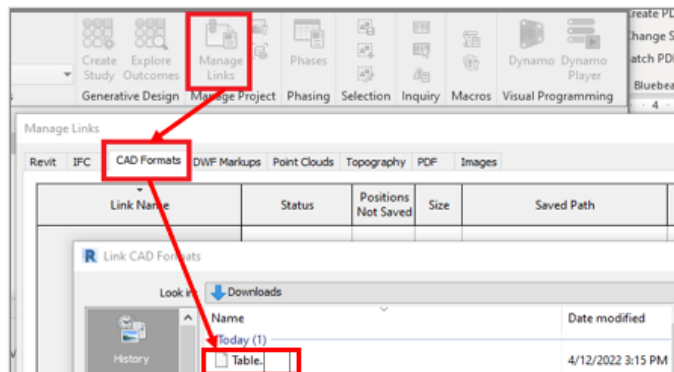 Create PD
Change S
Create Explore Manage Phases Dynamo Dynamo
Study Outcomes Links Player
atch PDF
Generative Design Manage Project Phasing Selection Inquiry Macros Visual Programming
Bluebea
4
Manage Links
Revit IFC CAD Formats DWF Markups Point Clouds Topography PDF Images
Link Name Status Positions Not Saved Size Saved Path
R Link CAD Formats
Look in: Downloads
Name Date modified
Today (1)
History
Table. 4/12/2022 3:15 PM